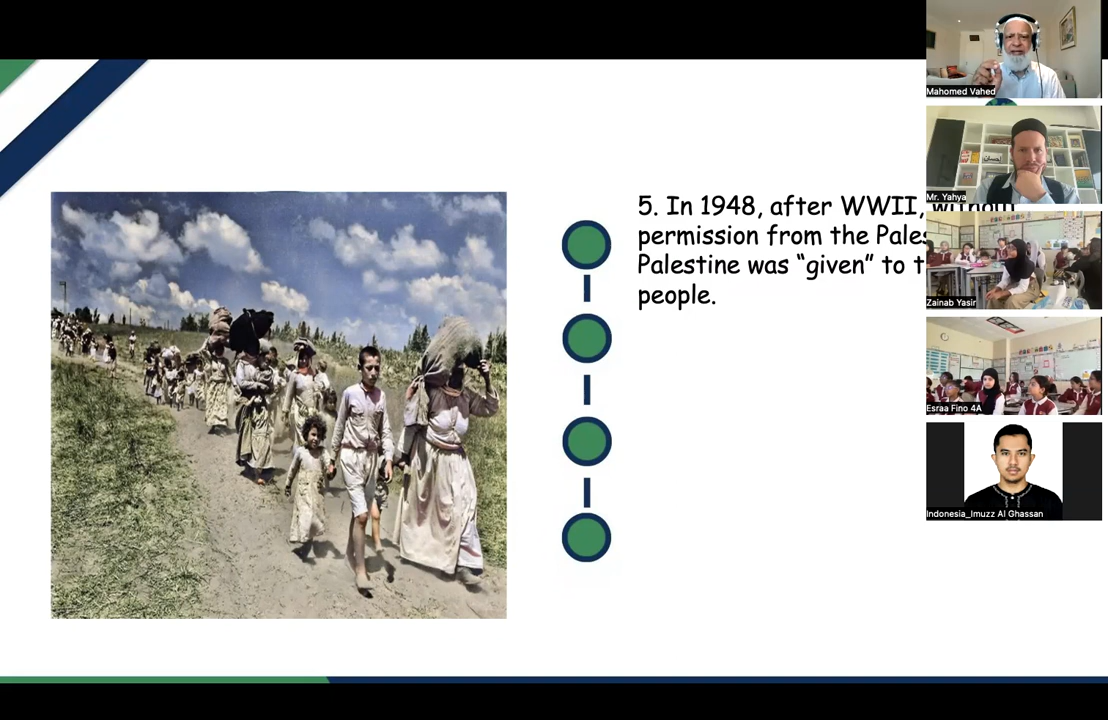 5. In 1948, after WWII, without
permission from the
Palestine was “given” to
people.
Mahomed Vahed
Mr. Yahya
Zainab Yasir
Esraa Fino 4A
Indonesia_Imuzz Al Ghassan